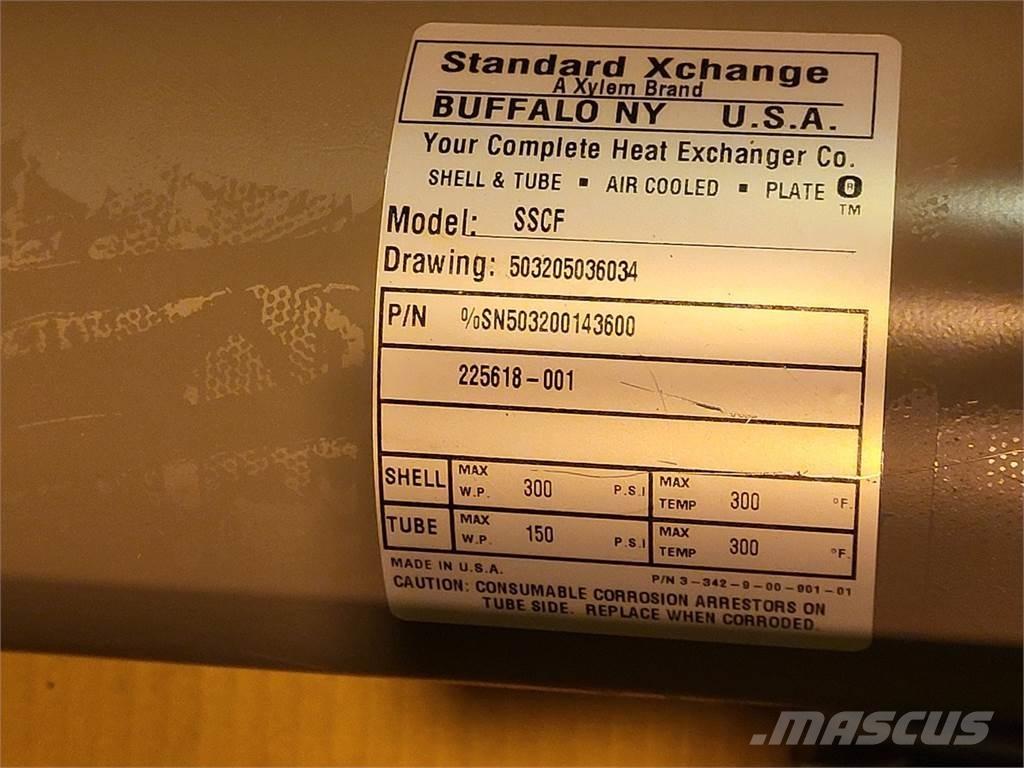 Standard Xchange
A Xylem Brand
BUFFALO NY U.S.A.
Your Complete Heat Exchanger Co.
SHELL & TUBE ▪ AIR COOLED ▪ PLATE ®
TM
Model: SSCF
Drawing: 503205036034
P/N %SN503200143600
225618-001
SHELL MAX W.P. 300 P.S.I MAX TEMP 300 °F.
TUBE MAX W.P. 150 P.S.I MAX TEMP 300 °F.
MADE IN U.S.A. P/N 3-342-9-00-001-01
CAUTION: CONSUMABLE CORROSION ARRESTORS ON
TUBE SIDE. REPLACE WHEN CORRODED.
.MASCUS